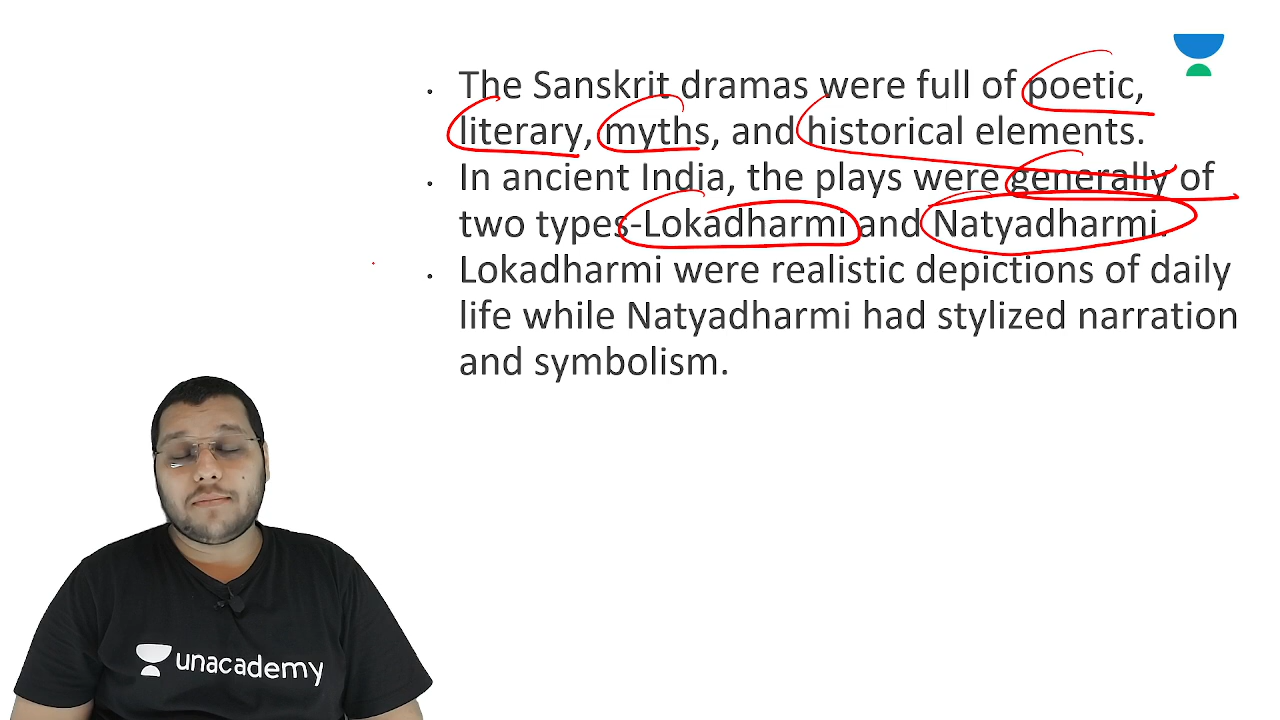 The Sanskrit dramas were full of poetic,
literary, myths, and historical elements.
In ancient India, the plays were generally of
two types-Lokadharmi and Natyadharmi.
Lokadharmi were realistic depictions of daily
life while Natyadharmi had stylized narration
and symbolism.
unacademy